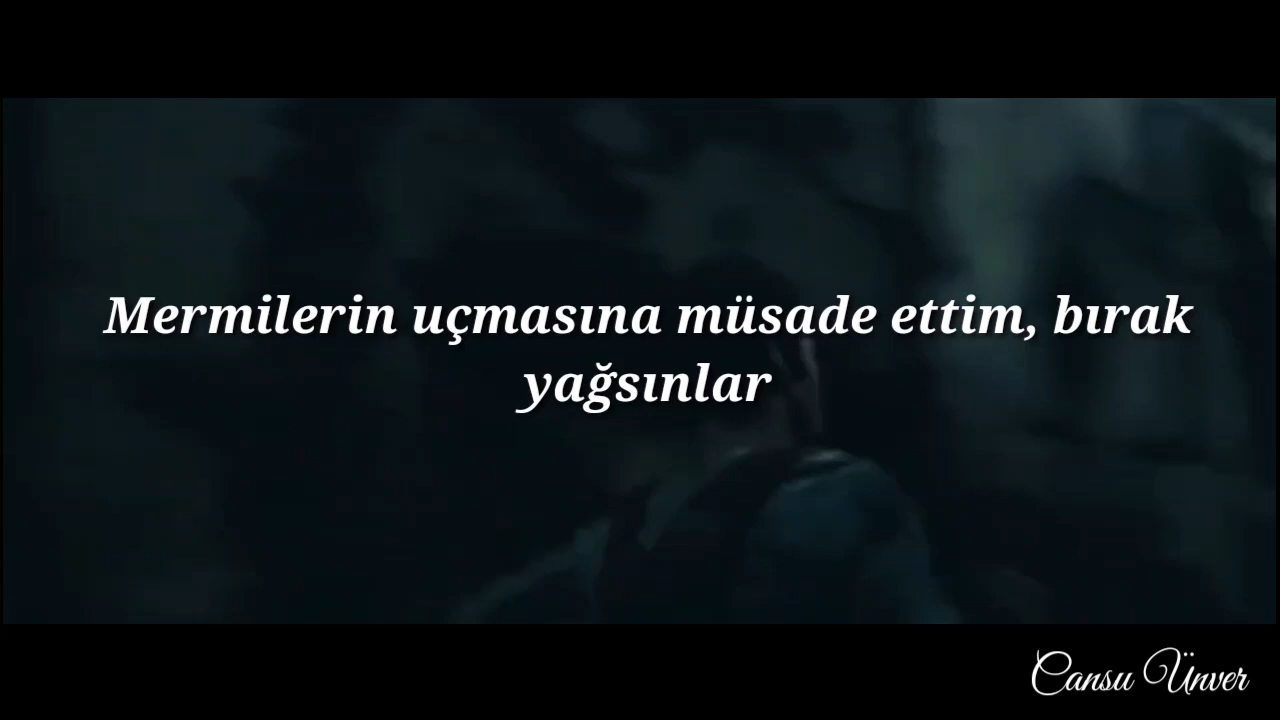 Mermilerin uçmasına müsade ettim, bırak
yağsınlar
Cansu Ünver